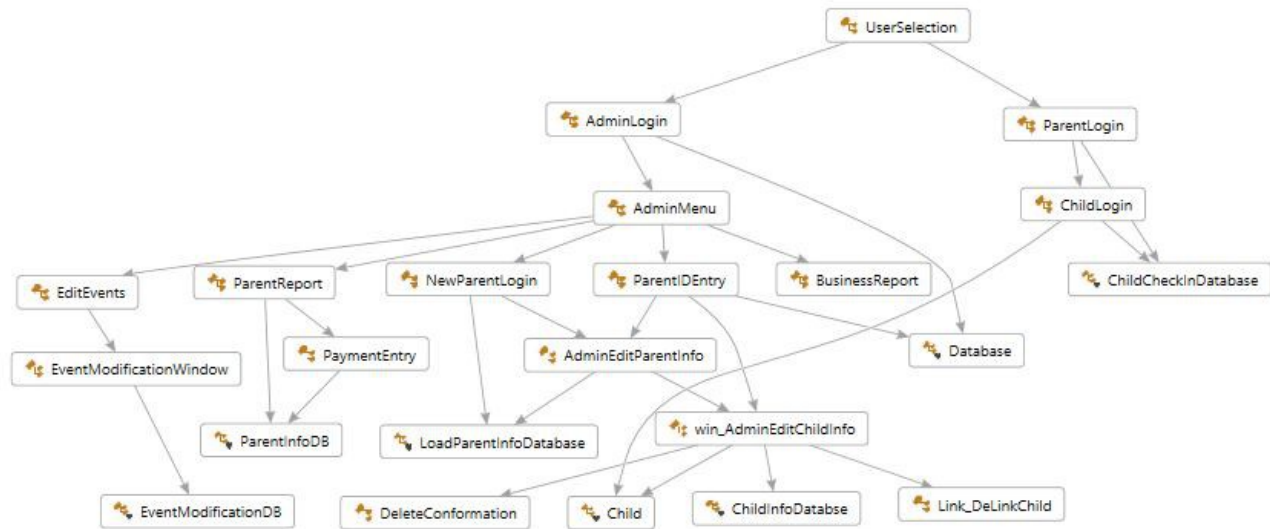 UserSelection
AdminLogin
ParentLogin
AdminMenu
ChildLogin
EditEvents
ParentReport
NewParentLogin
ParentIDEntry
BusinessReport
ChildCheckInDatabase
EventModificationWindow
PaymentEntry
AdminEditParentInfo
Database
ParentInfoDB
LoadParentInfoDatabase
win_AdminEditChildInfo
EventModificationDB
DeleteConformation
Child
ChildInfoDatabse
Link_DeLinkChild